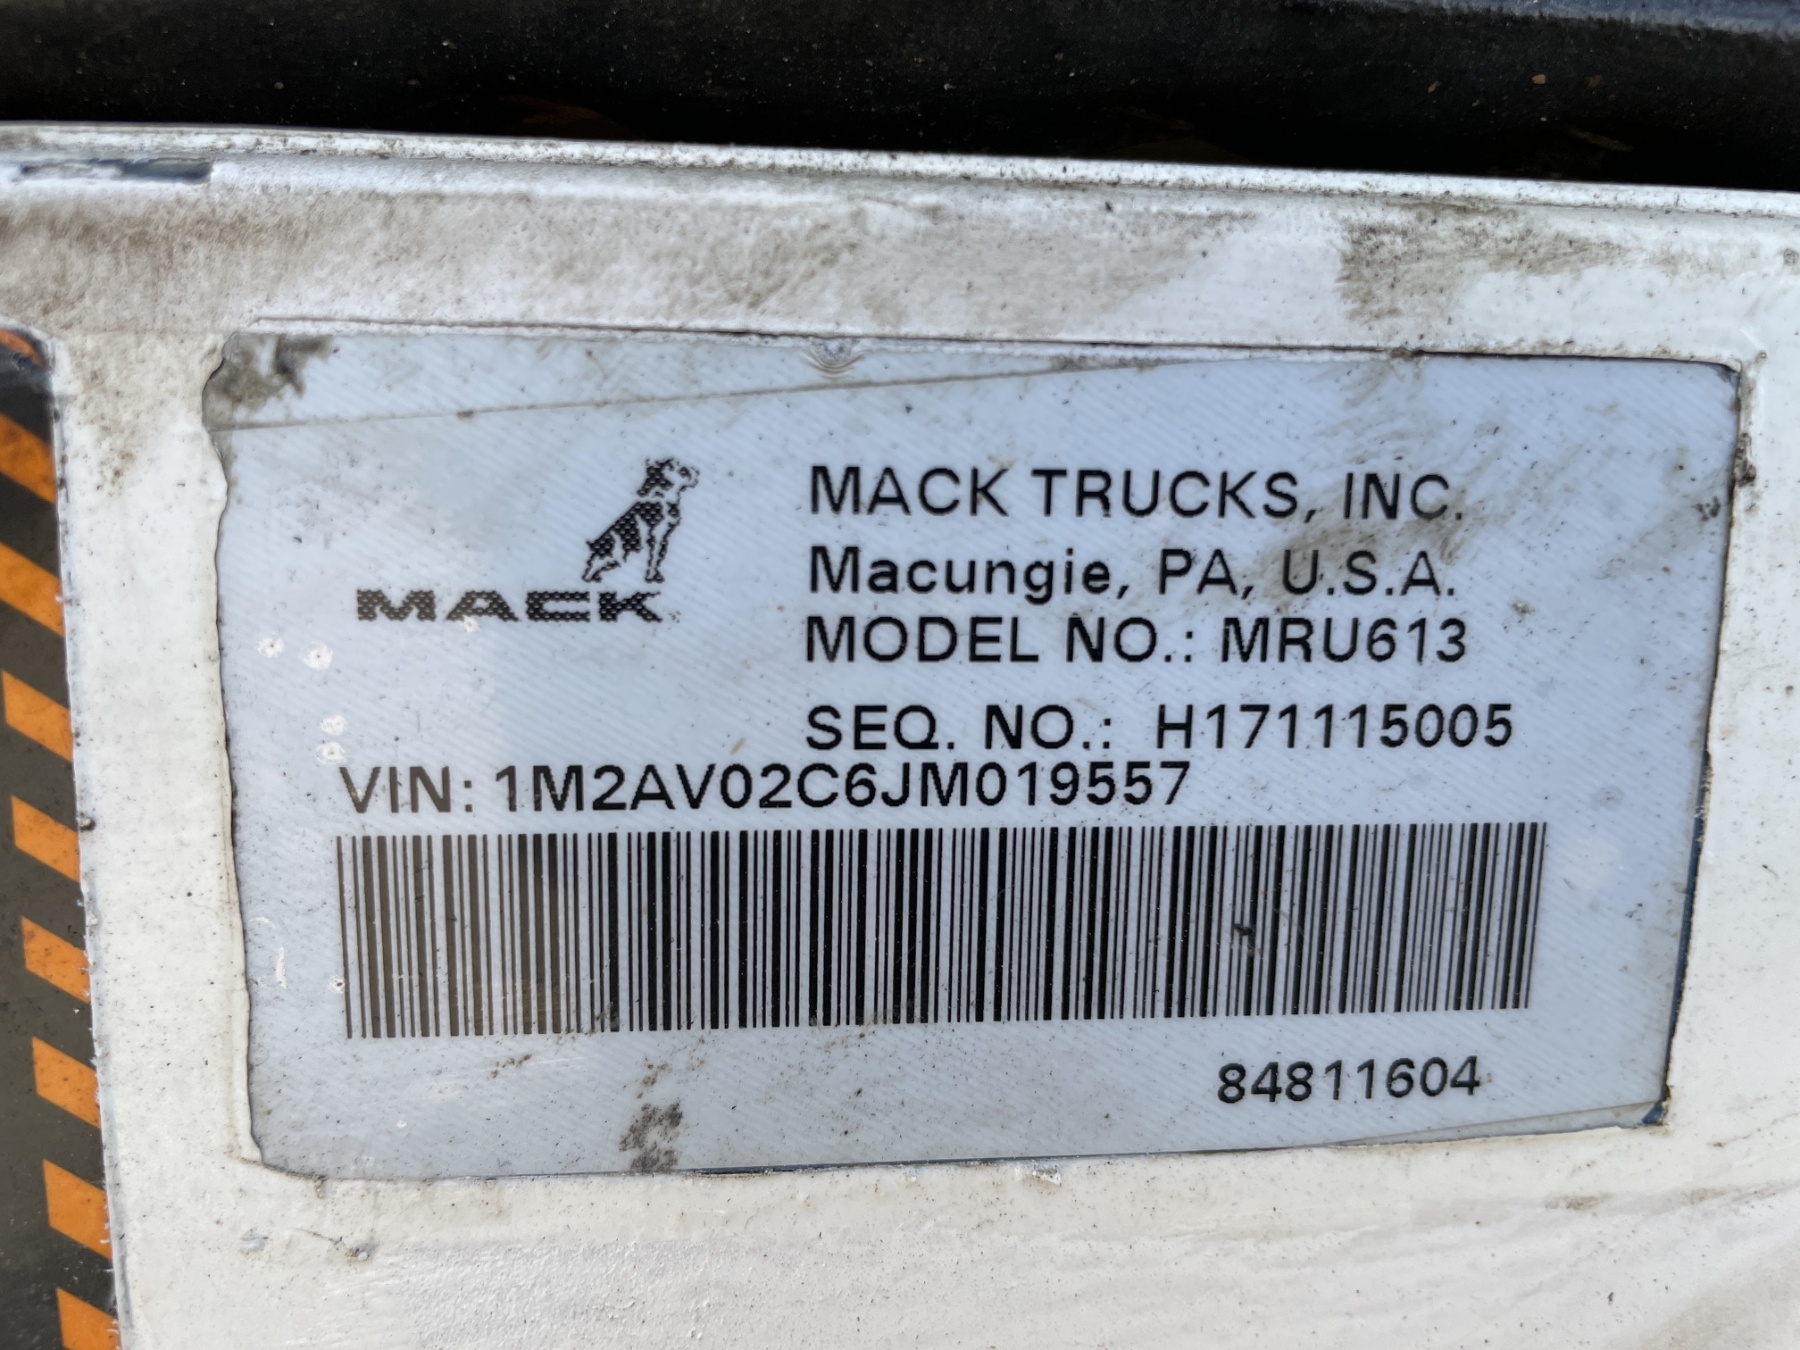 MACK
MACK TRUCKS, INC.
Macungie, PA, U.S.A.
MODEL NO.: MRU613
SEQ. NO.: H171115005
VIN: 1M2AV02C6JM019557
84811604